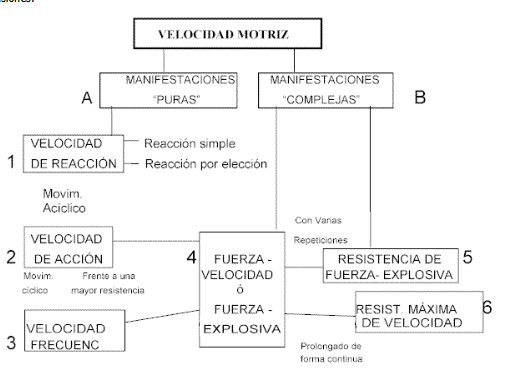 VELOCIDAD MOTRIZ
MANIFESTACIONES
"PURAS"
MANIFESTACIONES
"COMPLEJAS"
A
B
VELOCIDAD
DE REACCIÓN
1
Reacción simple
Reacción por elección
Movim.
Acíclico
2
VELOCIDAD
DE ACCIÓN
Movim.
cíclico
Frente a una
mayor resistencia
3
VELOCIDAD
FRECUENC
4
FUERZA -
VELOCIDAD
ó
FUERZA -
EXPLOSIVA
Con Varias
Repeticiones
RESISTENCIA DE
FUERZA- EXPLOSIVA
5
RESIST. MÁXIMA
DE VELOCIDAD
6
Prolongado de
forma continua